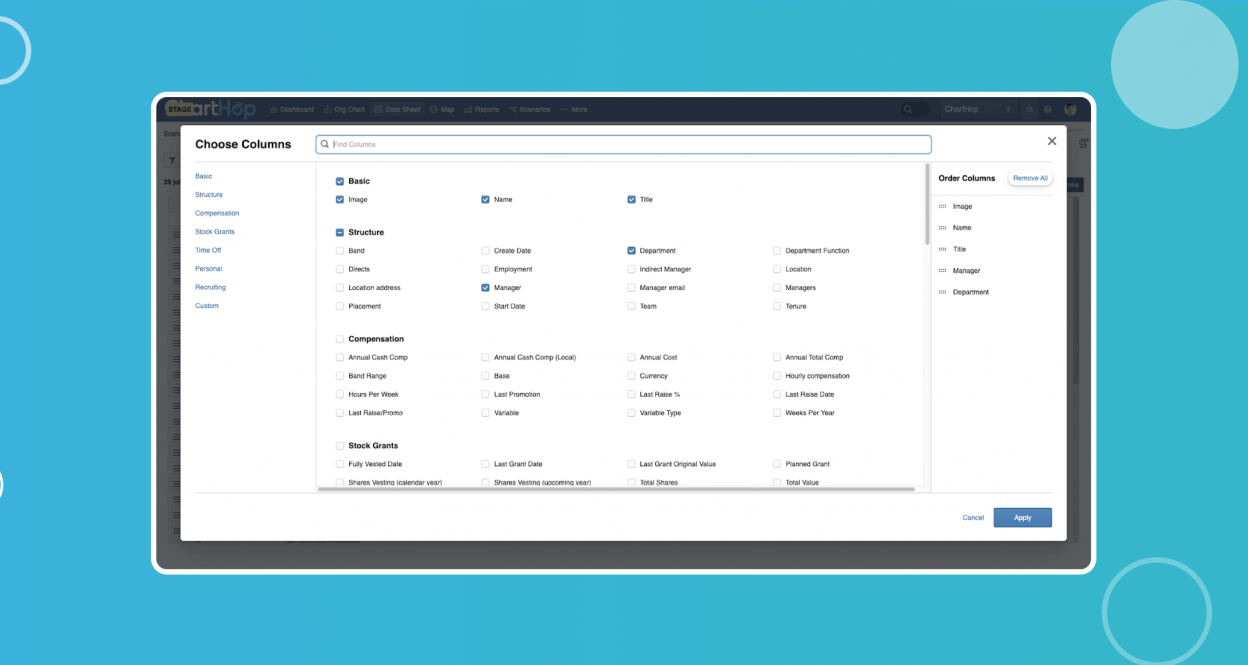 STAGE ChartHop Dashboard Org Chart Data Sheet Map Reports Scenarios More ChartHop
Choose Columns Find Columns
Basic
Structure
Compensation
Stock Grants
Time Off
Personal
Recruiting
Custom
Basic
Image Name Title
Structure
Band Create Date Department Department Function
Directs Employment Indirect Manager Location
Location address Manager Manager email Managers
Placement Start Date Team Tenure
Compensation
Annual Cash Comp Annual Cash Comp (Local) Annual Cost Annual Total Comp
Band Range Base Currency Hourly compensation
Hours Per Week Last Promotion Last Raise % Last Raise Date
Last Raise/Promo Variable Variable Type Weeks Per Year
Stock Grants
Fully Vested Date Last Grant Date Last Grant Original Value Planned Grant
Shares Vesting (calendar year) Shares Vesting (upcoming year) Total Shares Total Value
Order Columns Remove All
Image
Name
Title
Manager
Department
Cancel Apply